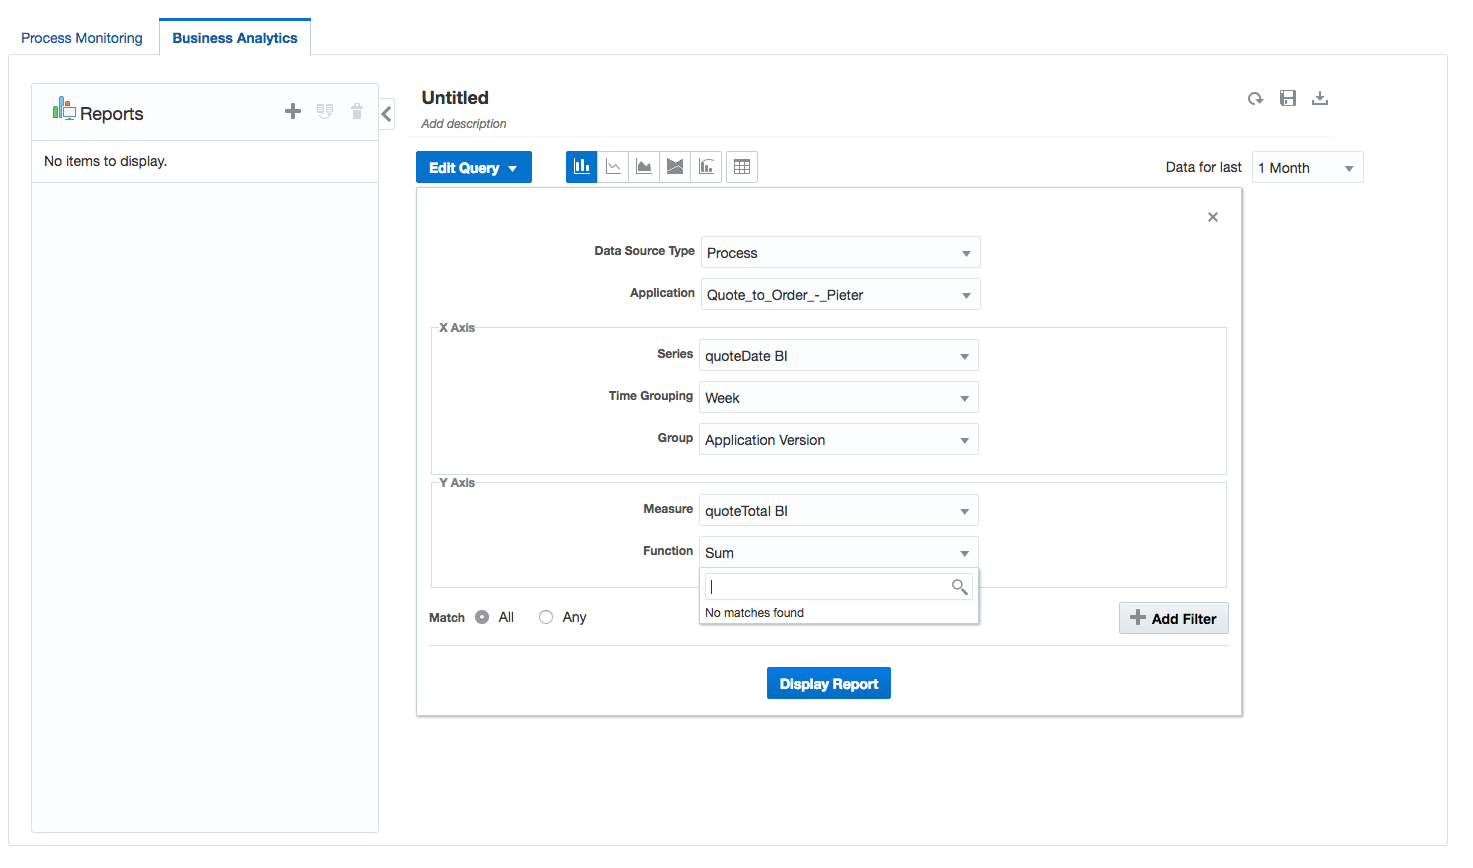 Process Monitoring
Business Analytics
Reports
No items to display.
Untitled
Add description
Edit Query
Data for last
1 Month
Data Source Type
Process
Application
Quote_to_Order_-_Pieter
X Axis
Series
quoteDate BI
Time Grouping
Week
Group
Application Version
Y Axis
Measure
quoteTotal BI
Function
Sum
No matches found
Match
All
Any
Add Filter
Display Report